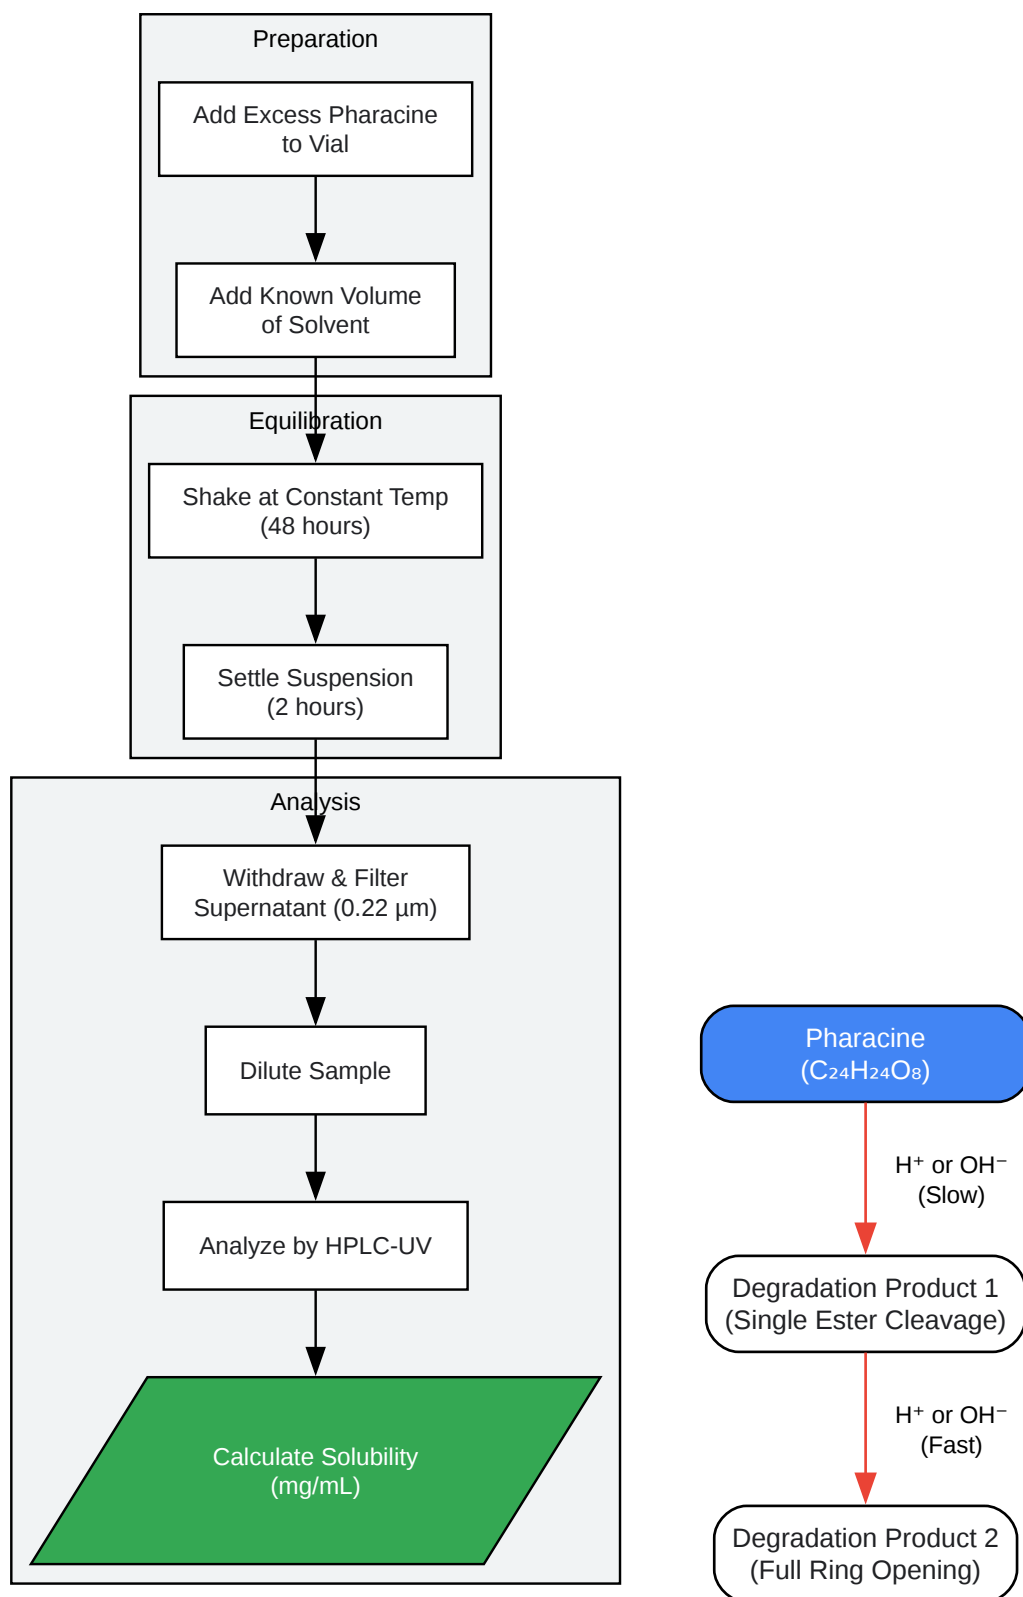 Preparation
Add Excess Pharacine
to Vial
Add Known Volume
of Solvent
Equilibration
Shake at Constant Temp
(48 hours)
Settle Suspension
(2 hours)
Analysis
Withdraw & Filter
Supernatant (0.22 µm)
Dilute Sample
Analyze by HPLC-UV
Calculate Solubility
(mg/mL)
Pharacine
(C₂₄H₂₄O₈)
H⁺ or OH⁻
(Slow)
Degradation Product 1
(Single Ester Cleavage)
H⁺ or OH⁻
(Fast)
Degradation Product 2
(Full Ring Opening)